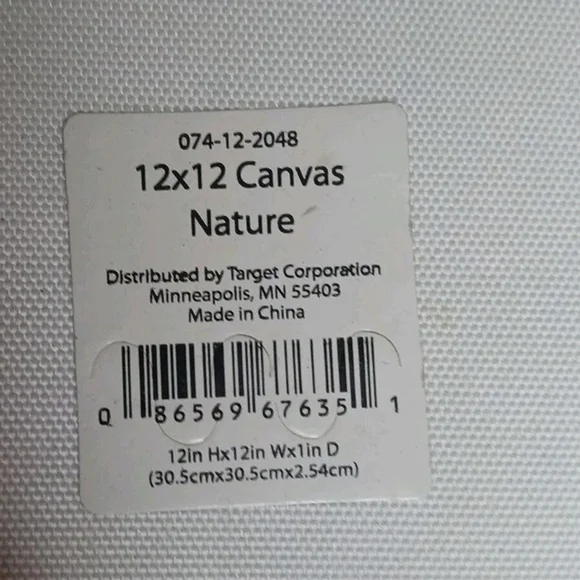 074-12-2048
12x12 Canvas
Nature
Distributed by Target Corporation
Minneapolis, MN 55403
Made in China
0 86569 67635 1
12in Hx12in Wx1in D
(30.5cmx30.5cmx2.54cm)